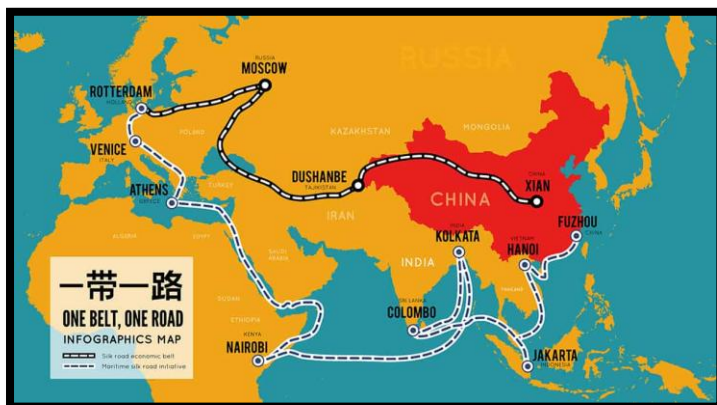 RUSSIA
RUSSIA
MOSCOW
ROTTERDAM
HOLLAND
POLAND
KAZAKHSTAN
MONGOLIA
VENICE
ITALY
DUSHANBE
TAJIKISTAN
CHINA
CHINA
XIAN
ATHENS
GREECE
TURKEY
IRAN
FUZHOU
CHINA
INDIA
KOLKATA
VIETNAM
HANOI
ALGERIA
EGYPT
SAUDI
ARABIA
INDIA
THAILAND
一带一路
ONE BELT, ONE ROAD
INFOGRAPHICS MAP
Silk road economic belt
Maritime silk road initiative
SUDAN
ETHIOPIA
KENYA
NAIROBI
SRI LANKA
COLOMBO
JAKARTA
INDONESIA